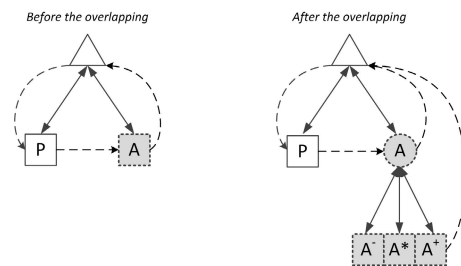 Before the overlapping
After the overlapping
P A
P A
A- A* A+